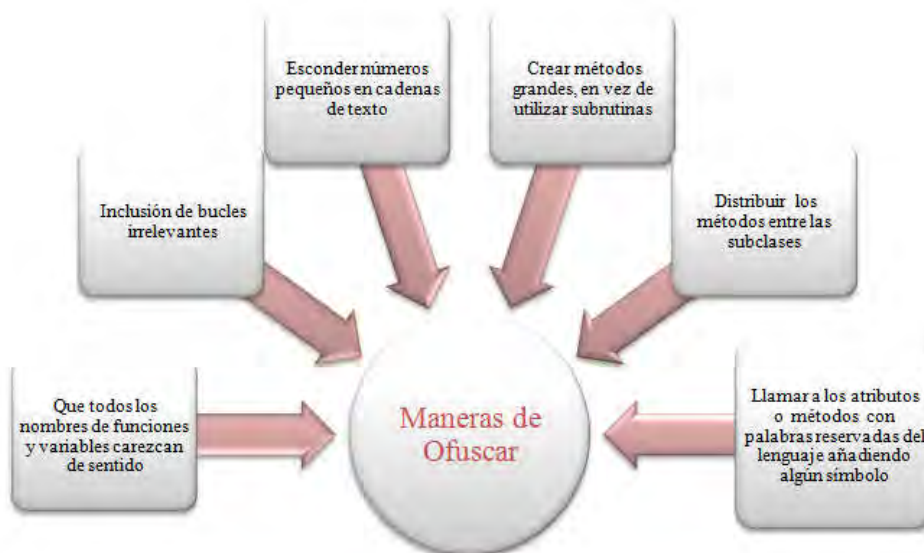 Esconder números
pequeños en cadenas
de texto
Crear métodos
grandes, en vez de
utilizar subrutinas
Inclusión de bucles
irrelevantes
Distribuir los
métodos entre las
subclases
Que todos los
nombres de funciones
y variables carezcan
de sentido
Maneras de
Ofuscar
Llamar a los atributos
o métodos con
palabras reservadas del
lenguaje añadiendo
algún símbolo